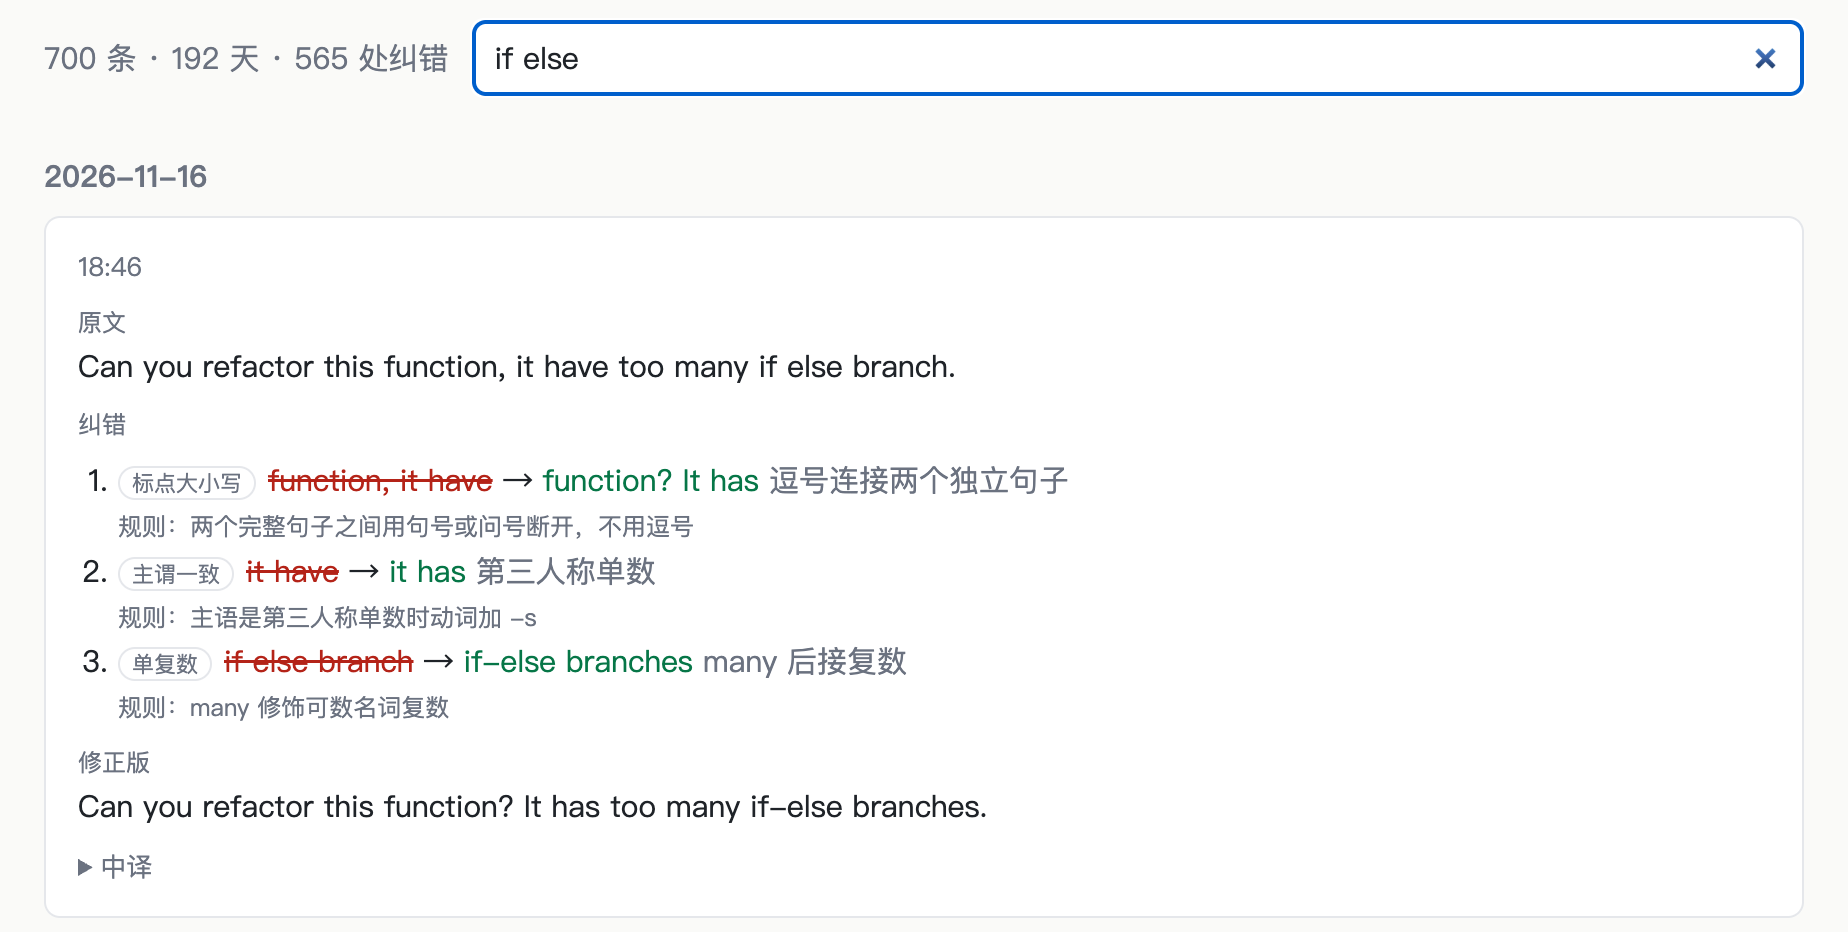 700 条 · 192 天 · 565 处纠错
if else
2026-11-16
18:46
原文
Can you refactor this function, it have too many if else branch.
纠错
1. 标点大小写 function, it have → function? It has 逗号连接两个独立句子
规则：两个完整句子之间用句号或问号断开，不用逗号
2. 主谓一致 it have → it has 第三人称单数
规则：主语是第三人称单数时动词加 -s
3. 单复数 if else branch → if-else branches many 后接复数
规则：many 修饰可数名词复数
修正版
Can you refactor this function? It has too many if-else branches.
中译